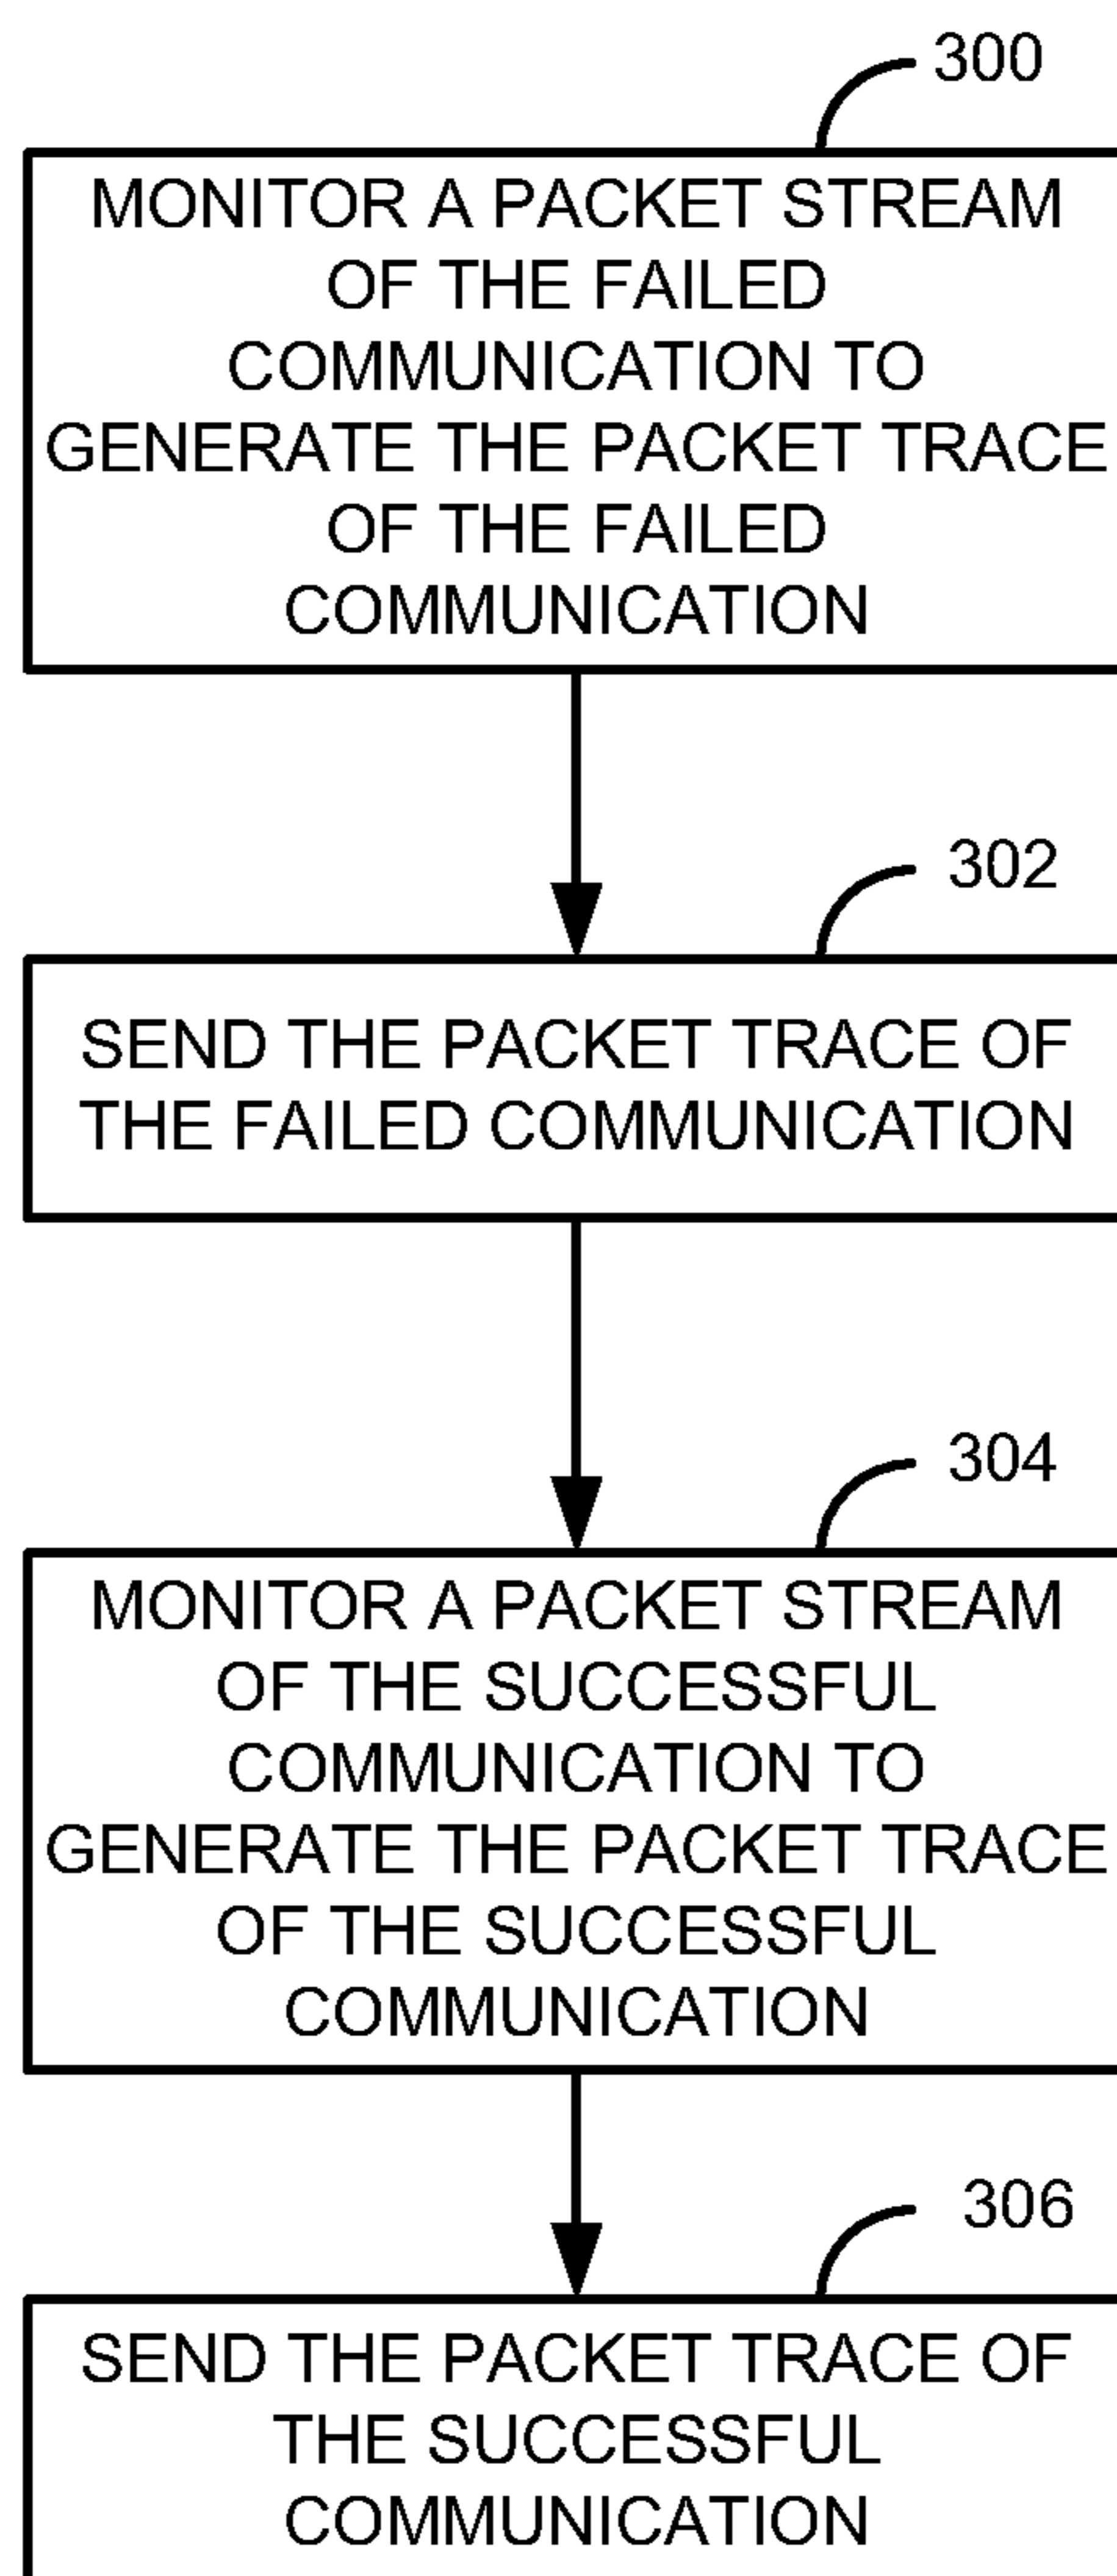 300
MONITOR A PACKET STREAM
OF THE FAILED
COMMUNICATION TO
GENERATE THE PACKET TRACE
OF THE FAILED
COMMUNICATION
302
SEND THE PACKET TRACE OF
THE FAILED COMMUNICATION
304
MONITOR A PACKET STREAM
OF THE SUCCESSFUL
COMMUNICATION TO
GENERATE THE PACKET TRACE
OF THE SUCCESSFUL
COMMUNICATION
306
SEND THE PACKET TRACE OF
THE SUCCESSFUL
COMMUNICATION